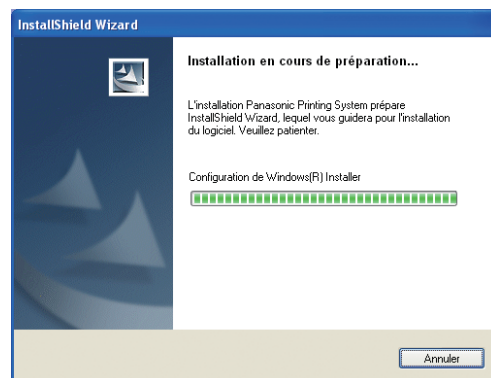 InstallShield Wizard
Installation en cours de préparation...
L'installation Panasonic Printing System prépare
InstallShield Wizard, lequel vous guidera pour l'installation
du logiciel. Veuillez patienter.
Configuration de Windows(R) Installer
Annuler